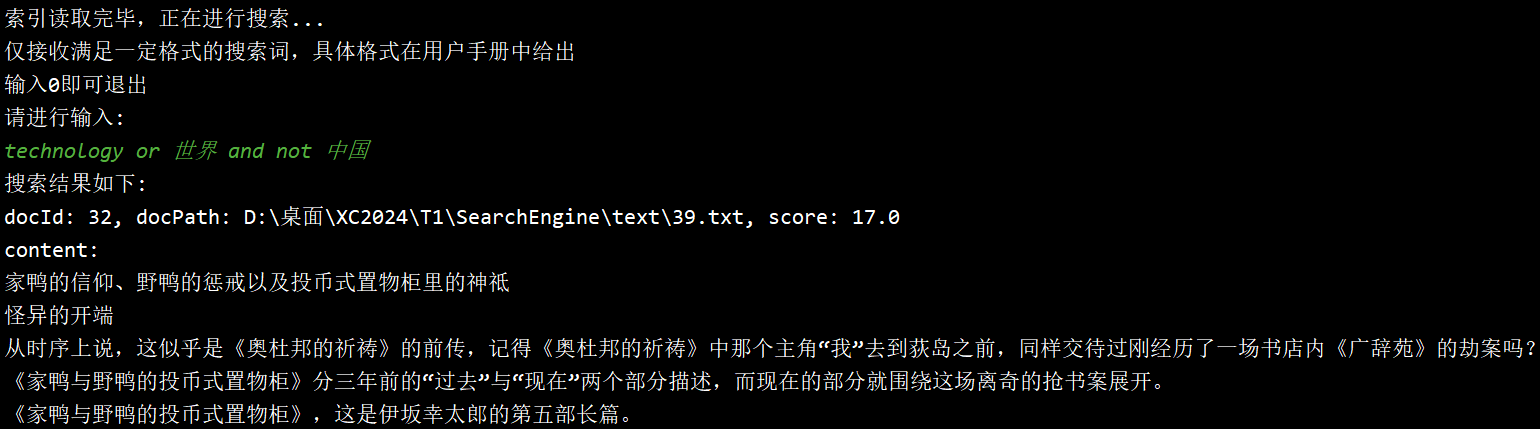 索引读取完毕，正在进行搜索...
仅接收满足一定格式的搜索词，具体格式在用户手册中给出
输入0即可退出
请进行输入：
technology or 世界 and not 中国
搜索结果如下：
docId: 32, docPath: D:\桌面\XC2024\T1\SearchEngine\text\39.txt, score: 17.0
content:
家鸭的信仰、野鸭的惩戒以及投币式置物柜里的神祇
怪异的开端
从时序上说，这似乎是《奥杜邦的祈祷》的前传，记得《奥杜邦的祈祷》中那个主角“我”去到荻岛之前，同样交待过刚经历了一场书店内《广辞苑》的劫案吗？
《家鸭与野鸭的投币式置物柜》分三年前的“过去”与“现在”两个部分描述，而现在的部分就围绕这场离奇的抢书案展开。
《家鸭与野鸭的投币式置物柜》，这是伊坂幸太郎的第五部长篇。